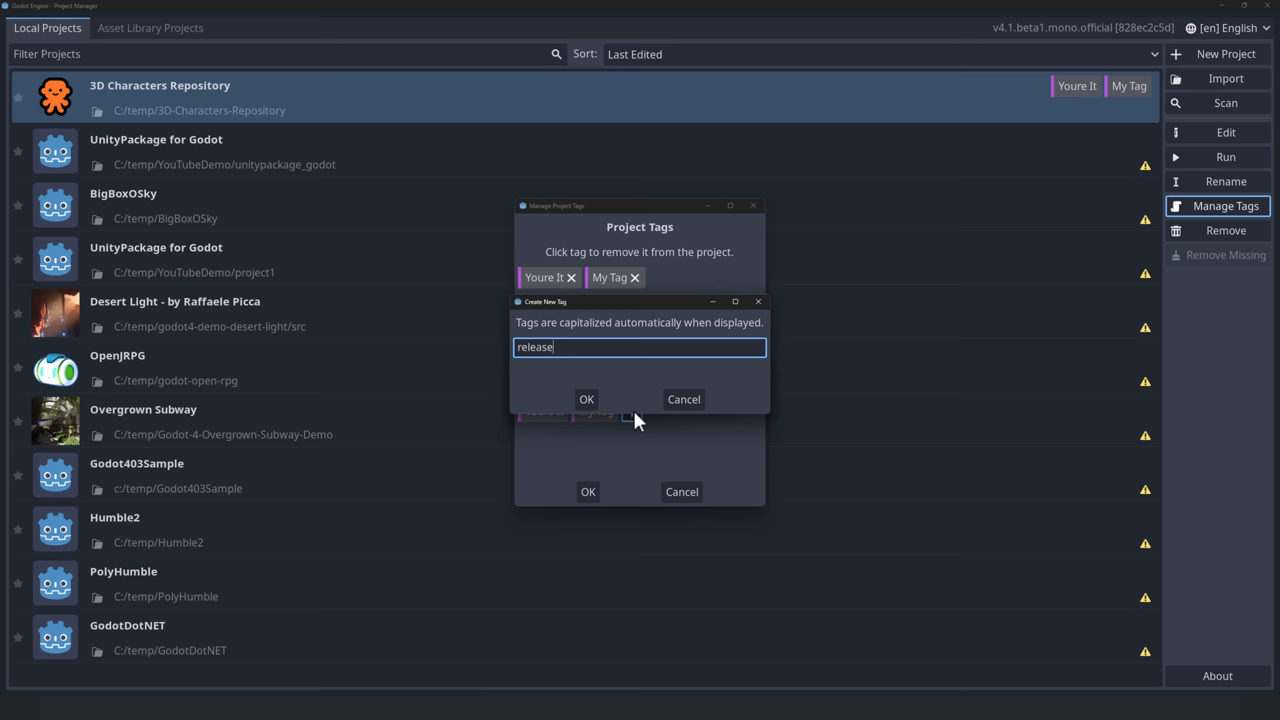 Godot Engine - Project Manager
Local Projects
Asset Library Projects
v4.1.beta1.mono.official [828ec2c5d]
[en] English
Filter Projects
Sort:
Last Edited
New Project
3D Characters Repository
C:/temp/3D-Characters-Repository
Youre It
My Tag
Import
Scan
UnityPackage for Godot
C:/temp/YouTubeDemo/unitypackage_godot
Edit
Run
BigBoxOSky
C:/temp/BigBoxOSky
Rename
Manage Tags
UnityPackage for Godot
C:/temp/YouTubeDemo/project1
Remove
Remove Missing
Desert Light - by Raffaele Picca
C:/temp/godot4-demo-desert-light/src
OpenJRPG
C:/temp/godot-open-rpg
Overgrown Subway
C:/temp/Godot-4-Overgrown-Subway-Demo
Godot403Sample
c:/temp/Godot403Sample
Humble2
C:/temp/Humble2
PolyHumble
C:/temp/PolyHumble
GodotDotNET
C:/temp/GodotDotNET
About
Manage Project Tags
Project Tags
Click tag to remove it from the project.
Youre It
My Tag
Create New Tag
Tags are capitalized automatically when displayed.
release
OK
Cancel
OK
Cancel